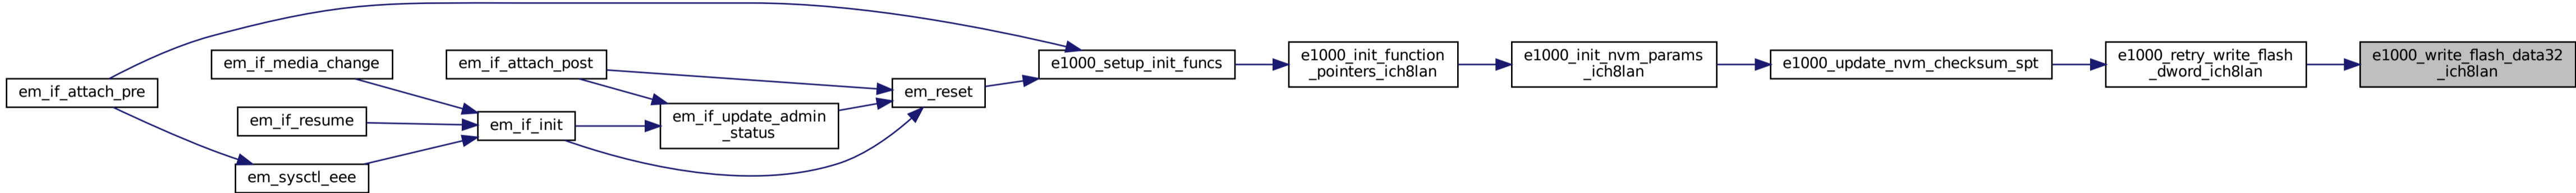 em_if_attach_pre
em_if_media_change
em_if_resume
em_sysctl_eee
em_if_attach_post
em_if_init
em_if_update_admin
_status
em_reset
e1000_setup_init_funcs
e1000_init_function
_pointers_ich8lan
e1000_init_nvm_params
_ich8lan
e1000_update_nvm_checksum_spt
e1000_retry_write_flash
_dword_ich8lan
e1000_write_flash_data32
_ich8lan